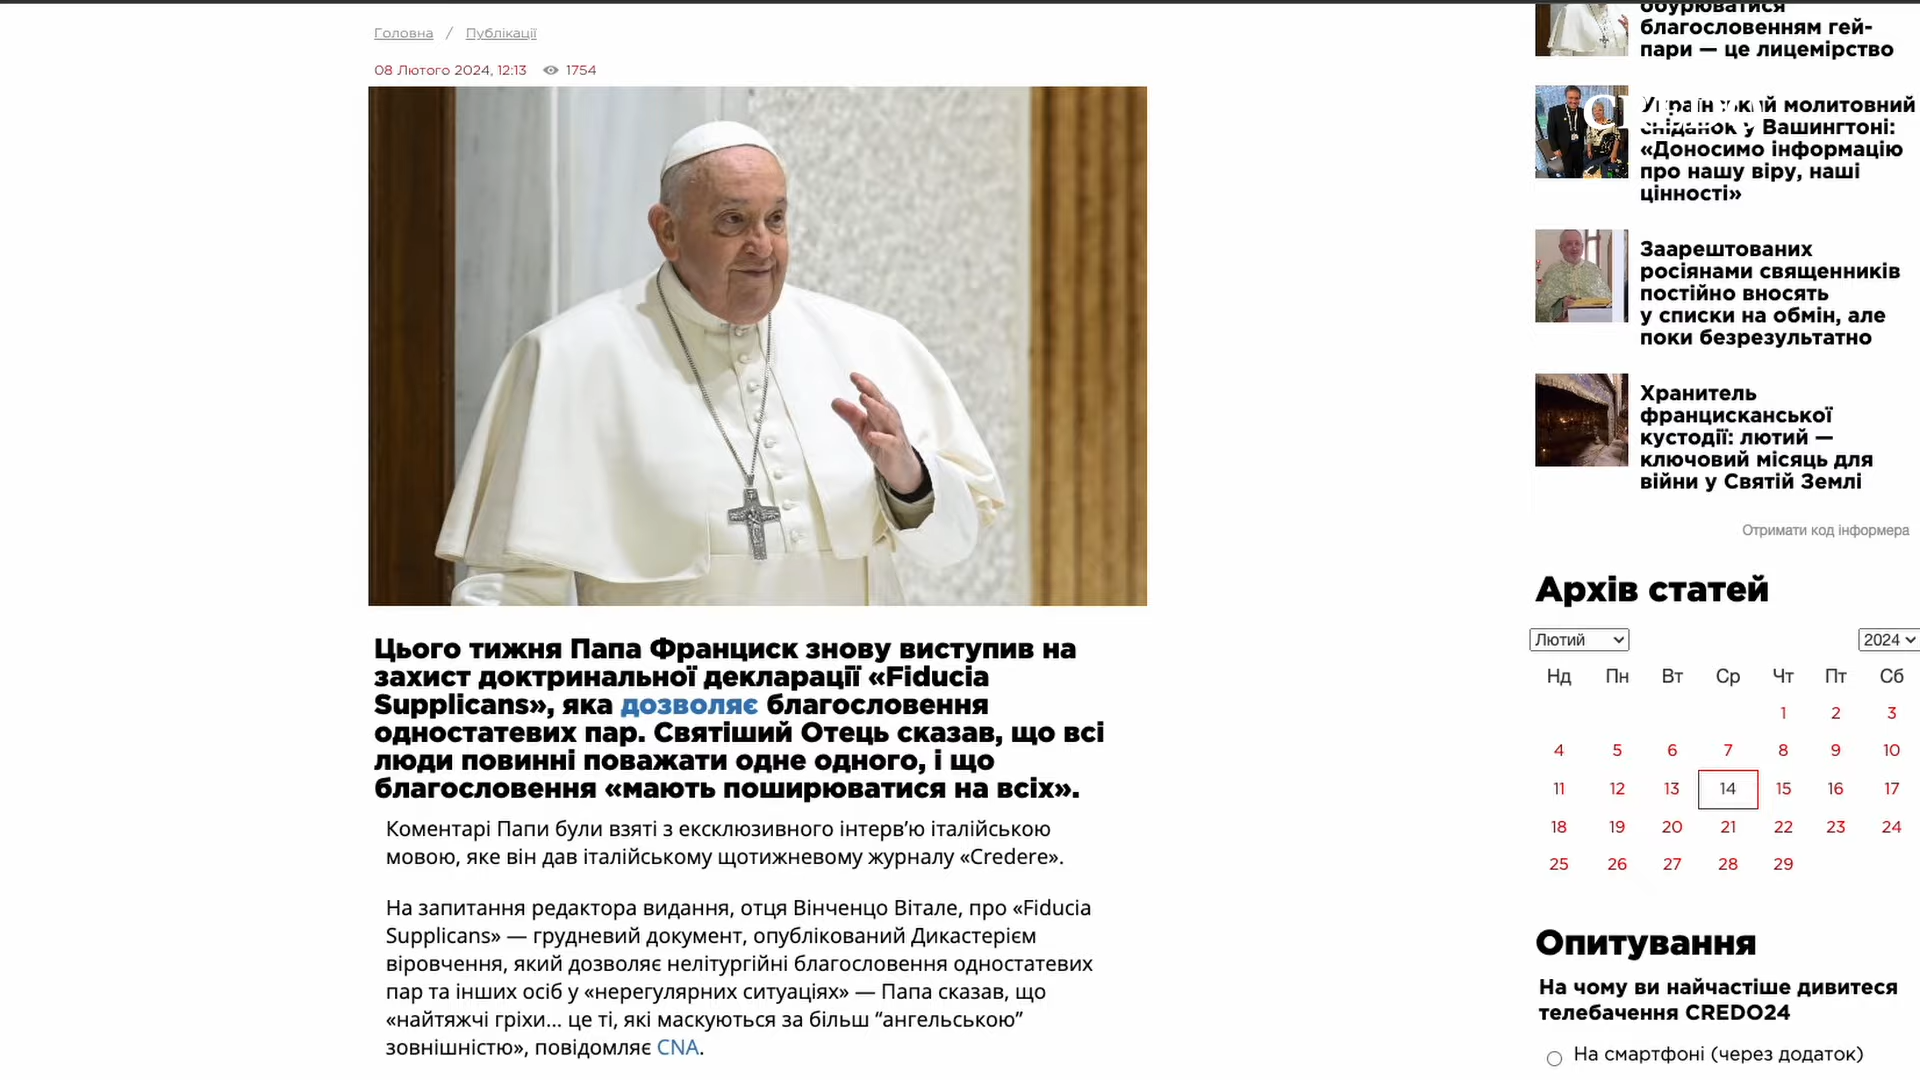 Головна / Публікації
08 Лютого 2024, 12:13 1754
Цього тижня Папа Франциск знову виступив на
захист доктринальної декларації «Fiducia
Supplicans», яка дозволяє благословення
одностатевих пар. Святіший Отець сказав, що всі
люди повинні поважати одне одного, і що
благословення «мають поширюватися на всіх».
Коментарі Папи були взяті з ексклюзивного інтерв’ю італійською
мовою, яке він дав італійському щотижневому журналу «Credere».
На запитання редактора видання, отця Вінченцо Вітале, про «Fiducia
Supplicans» — грудневий документ, опублікований Дикастерієм
віровчення, який дозволяє нелітургійні благословення одностатевих
пар та інших осіб у «нерегулярних ситуаціях» — Папа сказав, що
«найтяжчі гріхи... це ті, які маскуються за більш “ангельською”
зовнішністю», повідомляє CNA.
обурюватися
благословенням гей-
пари — це лицемірство
Український молитовний
сніданок у Вашингтоні:
«Доносимо інформацію
про нашу віру, наші
цінності»
Заарештованих
росіянами священників
постійно вносять
у списки на обмін, але
поки безрезультатно
Хранитель
францисканської
кустодії: лютий —
ключовий місяць для
війни у Святій Землі
Отримати код інформера
Архів статей
Лютий 2024
Нд Пн Вт Ср Чт Пт Сб
1 2 3
4 5 6 7 8 9 10
11 12 13 14 15 16 17
18 19 20 21 22 23 24
25 26 27 28 29
Опитування
На чому ви найчастіше дивитеся
телебачення CREDO24
На смартфоні (через додаток)